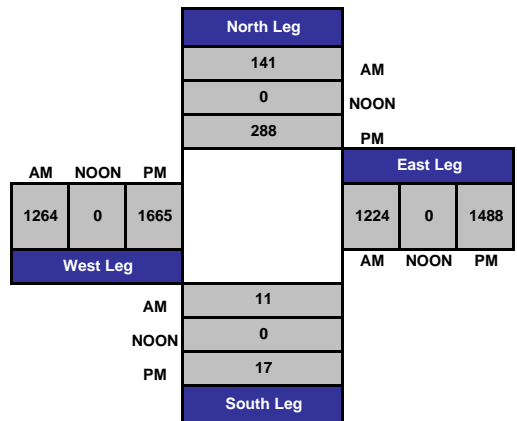 North Leg
141 AM
0 NOON
288 PM
AM NOON PM
East Leg
1264 0 1665
1224 0 1488
West Leg
AM NOON PM
AM 11
NOON 0
PM 17
South Leg